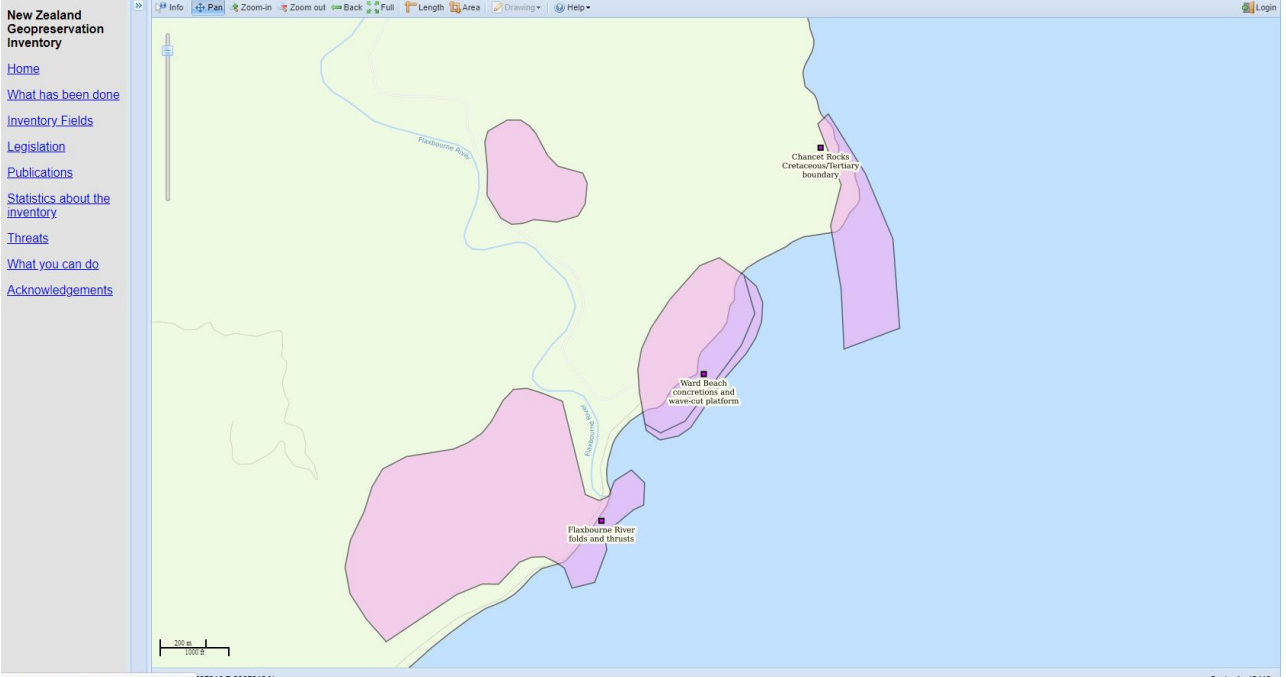 New Zealand
Geopreservation
Inventory
Home
What has been done
Inventory Fields
Legislation
Publications
Statistics about the
inventory
Threats
What you can do
Acknowledgements
Info Pan Zoom-in Zoom out Back Full Length Area Drawing Help Login
Flaxbourne River
Chancet Rocks
Cretaceous/Tertiary
boundary
Ward Beach
concretions and
wave-cut platform
Flaxbourne River
Flaxbourne River
folds and thrusts
200 m
1000 ft